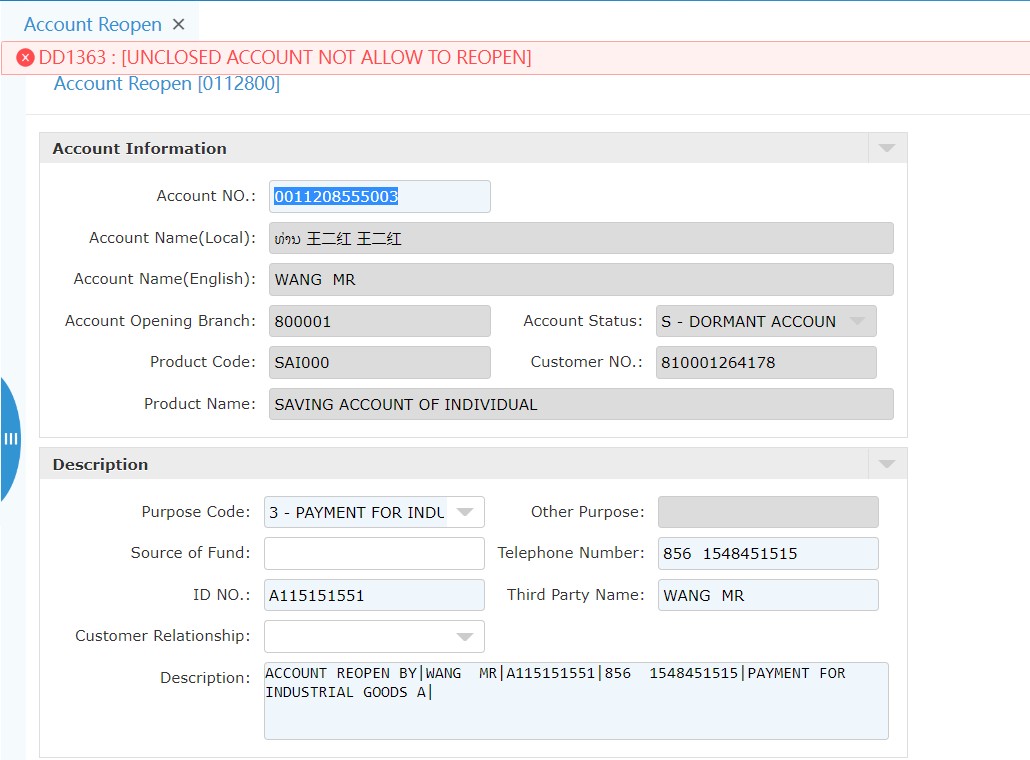 Account Reopen ×
DD1363 : [UNCLOSED ACCOUNT NOT ALLOW TO REOPEN]
Account Reopen [0112800]
Account Information
Account NO.: 0011208555003
Account Name(Local): ທ່ານ 王二红 王二红
Account Name(English): WANG  MR
Account Opening Branch: 800001 Account Status: S - DORMANT ACCOUN
Product Code: SAI000 Customer NO.: 810001264178
Product Name: SAVING ACCOUNT OF INDIVIDUAL
Description
Purpose Code: 3 - PAYMENT FOR INDU Other Purpose:
Source of Fund: Telephone Number: 856  1548451515
ID NO.: A115151551 Third Party Name: WANG  MR
Customer Relationship:
Description: ACCOUNT REOPEN BY|WANG  MR|A115151551|856  1548451515|PAYMENT FOR
INDUSTRIAL GOODS A|